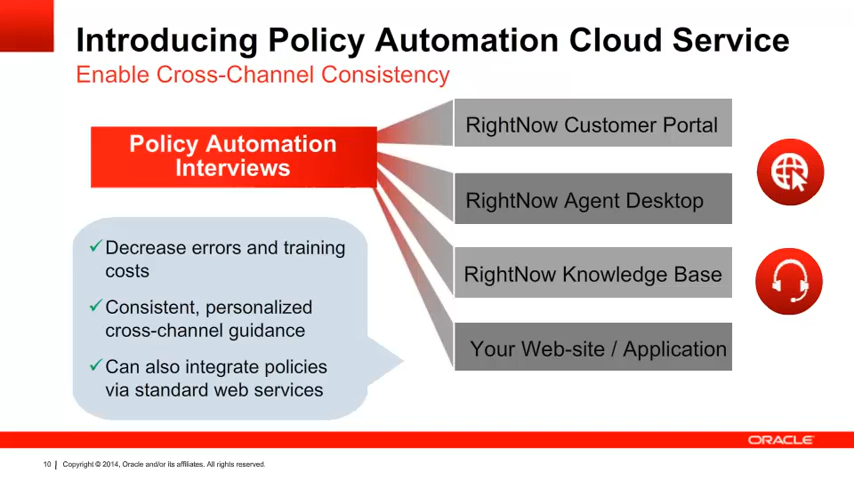 Introducing Policy Automation Cloud Service
Enable Cross-Channel Consistency
Policy Automation
Interviews
✓Decrease errors and training
costs
✓Consistent, personalized
cross-channel guidance
✓Can also integrate policies
via standard web services
RightNow Customer Portal
RightNow Agent Desktop
RightNow Knowledge Base
Your Web-site / Application
ORACLE
10 | Copyright © 2014, Oracle and/or its affiliates. All rights reserved.